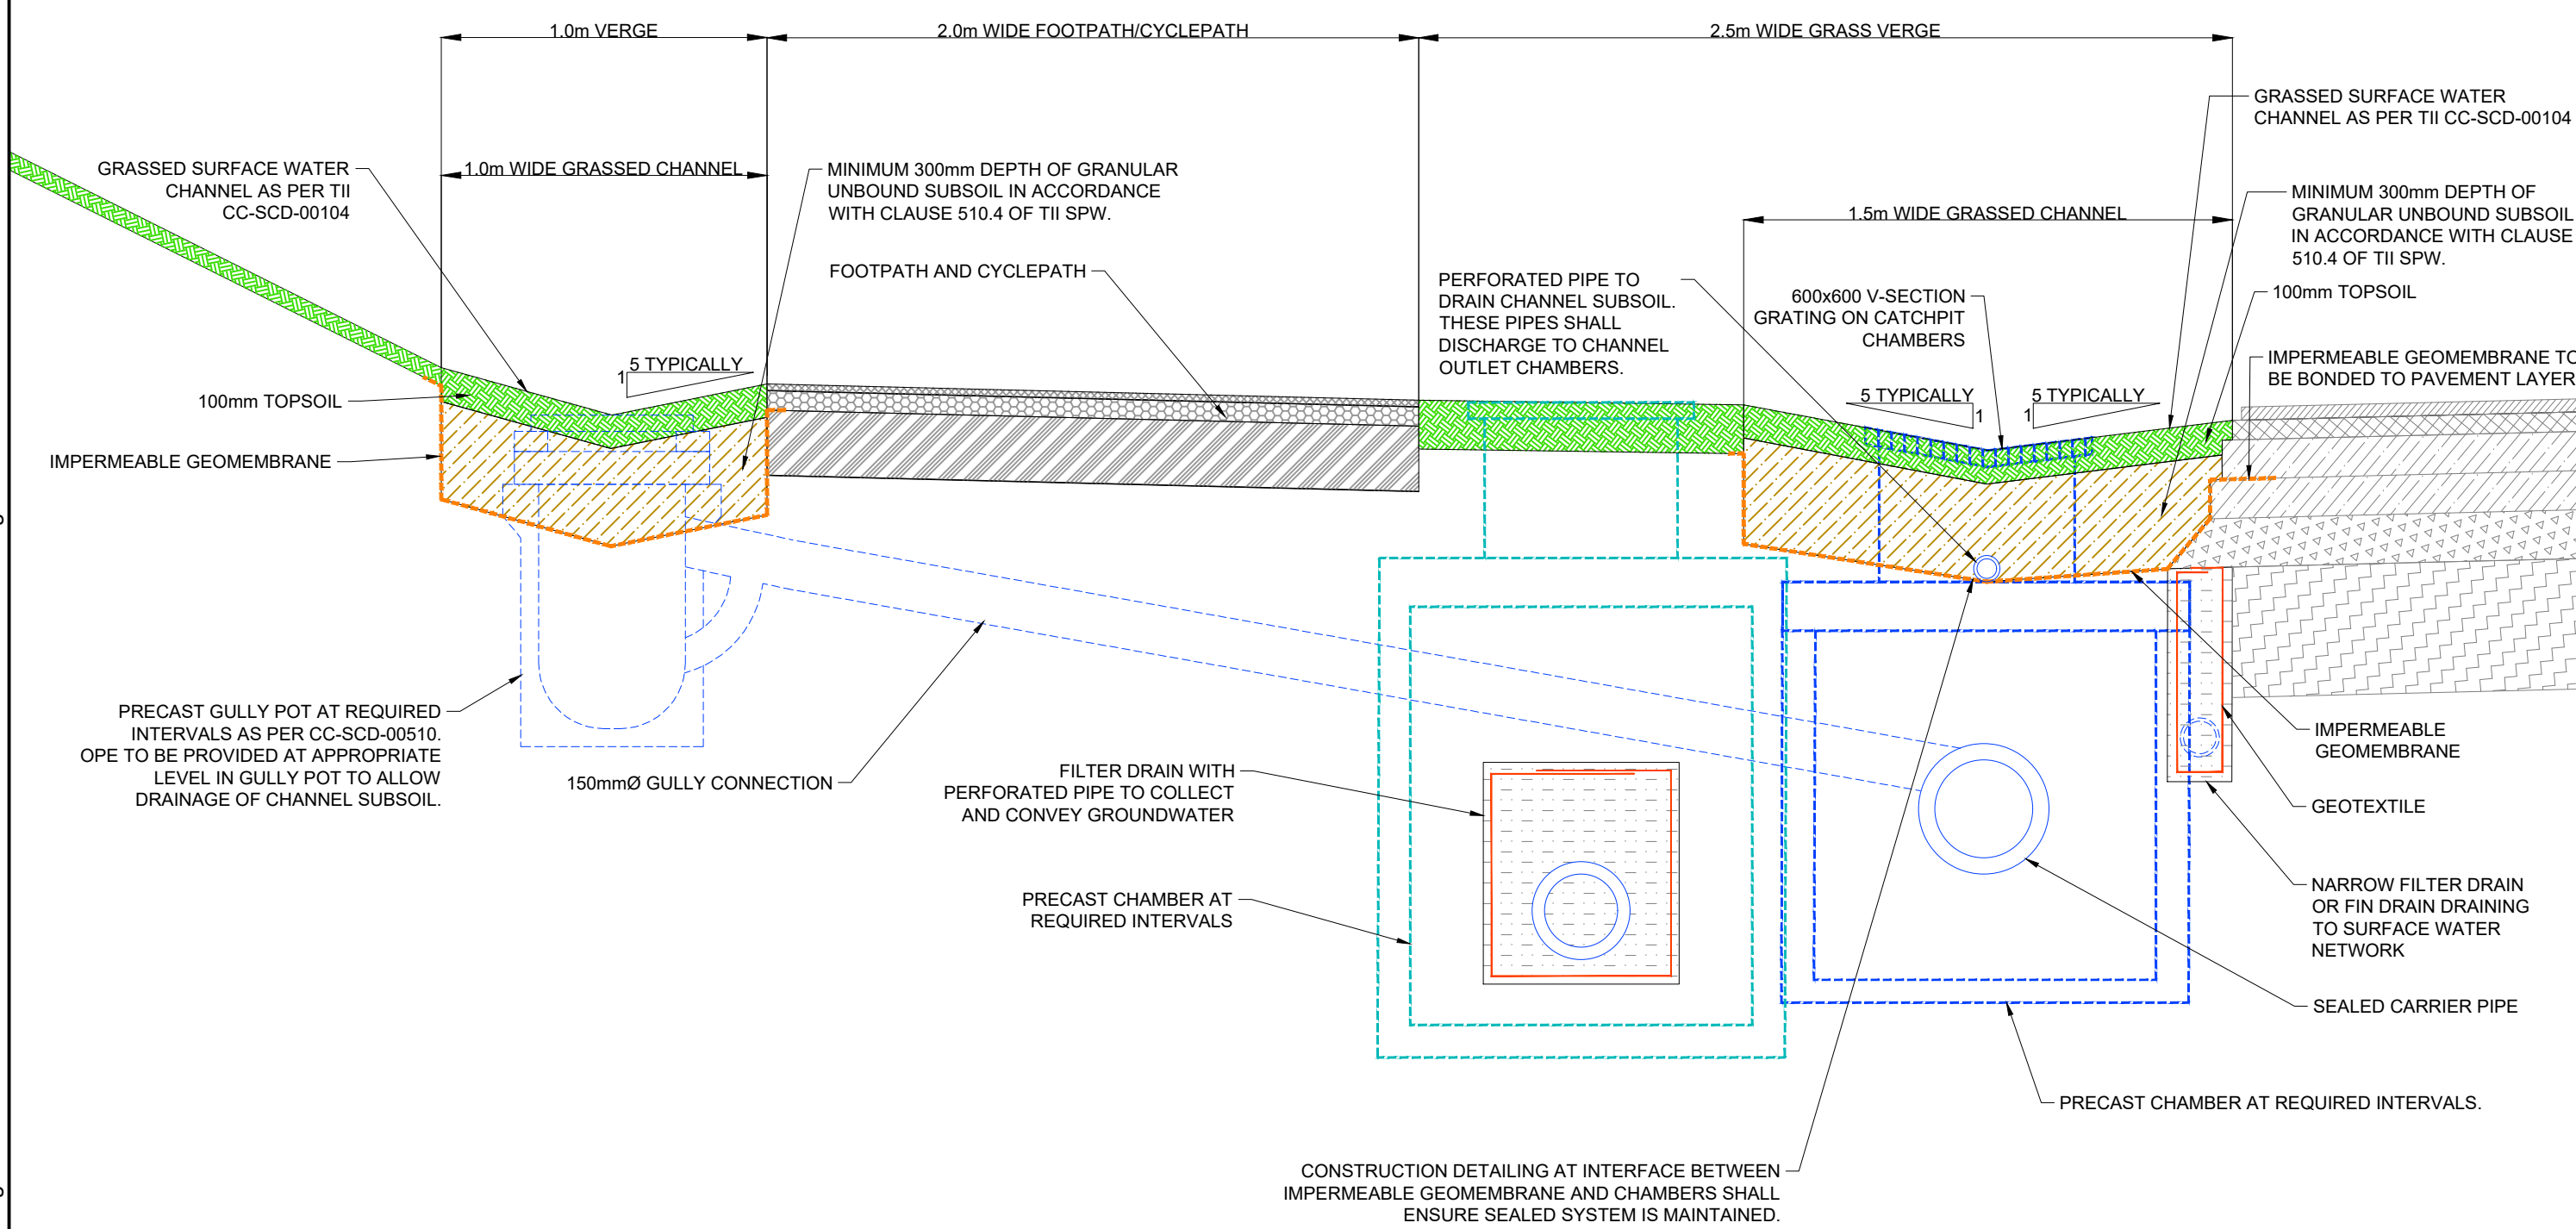 1.0m VERGE
2.0m WIDE FOOTPATH/CYCLEPATH
2.5m WIDE GRASS VERGE
GRASSED SURFACE WATER
CHANNEL AS PER TII CC-SCD-00104
GRASSED SURFACE WATER
CHANNEL AS PER TII
CC-SCD-00104
1.0m WIDE GRASSED CHANNEL
MINIMUM 300mm DEPTH OF GRANULAR
UNBOUND SUBSOIL IN ACCORDANCE
WITH CLAUSE 510.4 OF TII SPW.
FOOTPATH AND CYCLEPATH
1.5m WIDE GRASSED CHANNEL
MINIMUM 300mm DEPTH OF
GRANULAR UNBOUND SUBSOIL
IN ACCORDANCE WITH CLAUSE
510.4 OF TII SPW.
PERFORATED PIPE TO
DRAIN CHANNEL SUBSOIL.
THESE PIPES SHALL
DISCHARGE TO CHANNEL
OUTLET CHAMBERS.
600x600 V-SECTION
GRATING ON CATCHPIT
CHAMBERS
100mm TOPSOIL
IMPERMEABLE GEOMEMBRANE TO
BE BONDED TO PAVEMENT LAYER
5 TYPICALLY
1
5 TYPICALLY
1
5 TYPICALLY
1
100mm TOPSOIL
IMPERMEABLE GEOMEMBRANE
PRECAST GULLY POT AT REQUIRED
INTERVALS AS PER CC-SCD-00510.
OPE TO BE PROVIDED AT APPROPRIATE
LEVEL IN GULLY POT TO ALLOW
DRAINAGE OF CHANNEL SUBSOIL.
150mmØ GULLY CONNECTION
FILTER DRAIN WITH
PERFORATED PIPE TO COLLECT
AND CONVEY GROUNDWATER
PRECAST CHAMBER AT
REQUIRED INTERVALS
IMPERMEABLE
GEOMEMBRANE
GEOTEXTILE
NARROW FILTER DRAIN
OR FIN DRAIN DRAINING
TO SURFACE WATER
NETWORK
SEALED CARRIER PIPE
PRECAST CHAMBER AT REQUIRED INTERVALS.
CONSTRUCTION DETAILING AT INTERFACE BETWEEN
IMPERMEABLE GEOMEMBRANE AND CHAMBERS SHALL
ENSURE SEALED SYSTEM IS MAINTAINED.